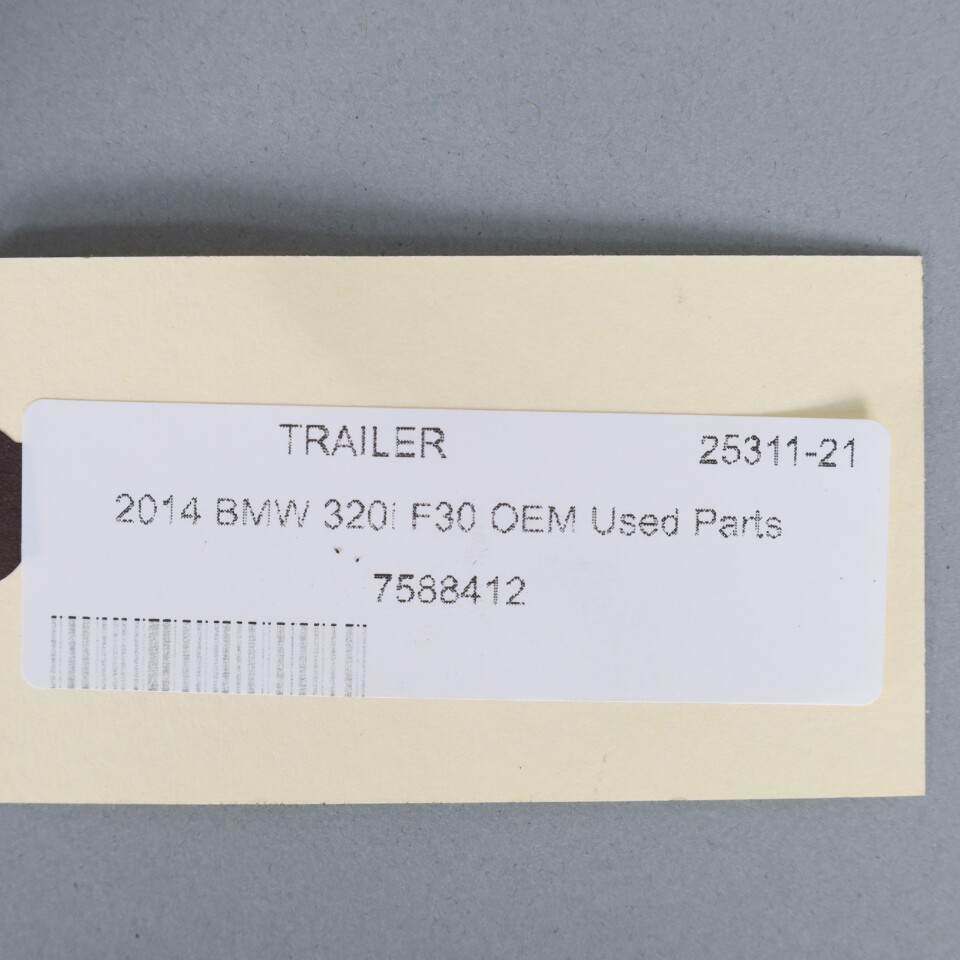 TRAILER 25311-21
2014 BMW 320i F30 OEM Used Parts
7588412